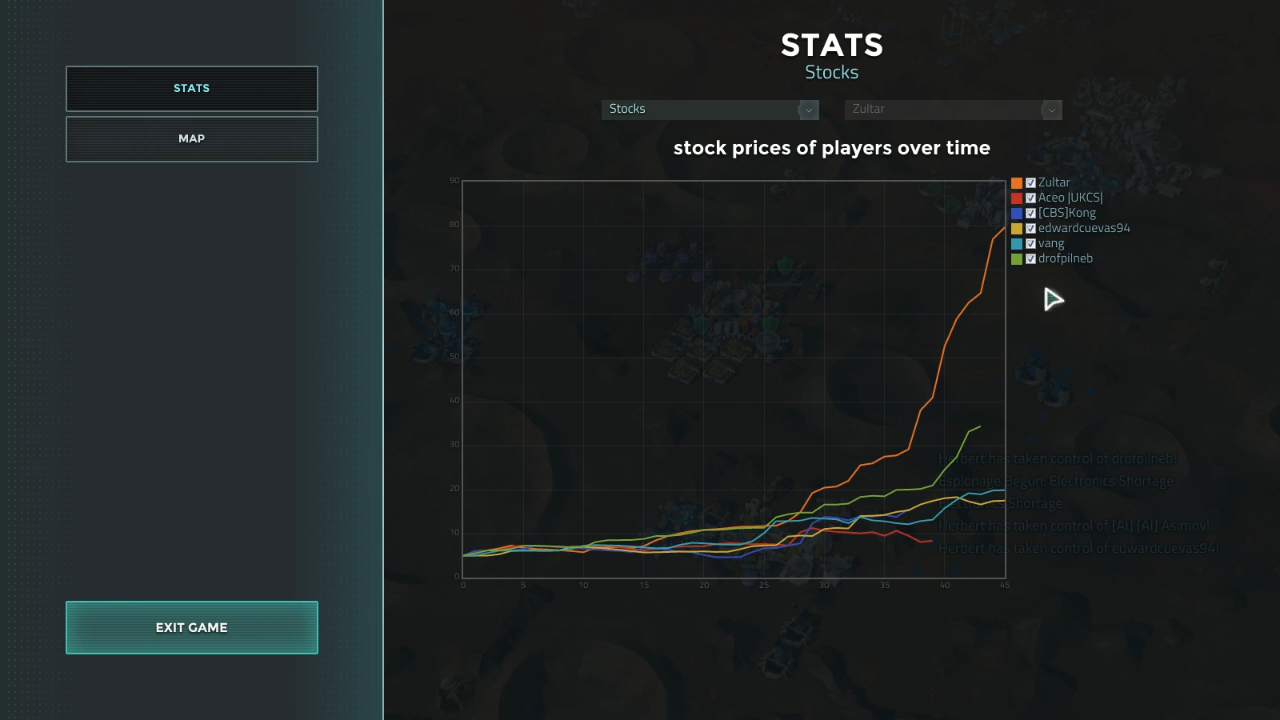 STATS
MAP
EXIT GAME
STATS
Stocks
Stocks
Zultar
stock prices of players over time
90
80
70
60
50
40
30
20
10
0
0 5 10 15 20 25 30 35 40 45
Zultar
Aceo |UKCS|
[CBS]Kong
edwardcuevas94
vang
drofpilneb
Herbert has taken control of drofpilneb!
Espionage Begun: Electronics Shortage
Shortage
Herbert has taken control of [AI] [AI] Asimov!
Herbert has taken control of edwardcuevas94!